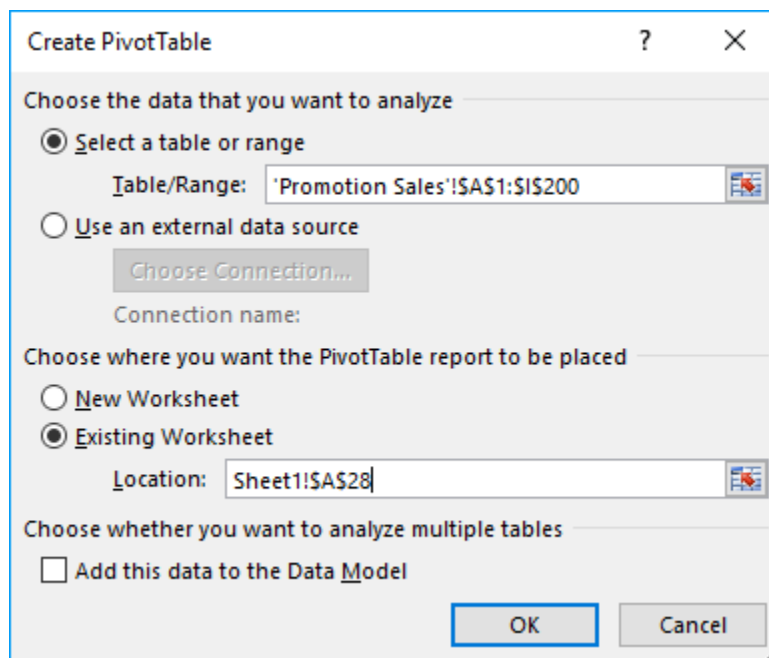 Create PivotTable ?
Choose the data that you want to analyze
Select a table or range
Table/Range: 'Promotion Sales'!$A$1:$I$200
Use an external data source
Choose Connection...
Connection name:
Choose where you want the PivotTable report to be placed
New Worksheet
Existing Worksheet
Location: Sheet1!$A$28
Choose whether you want to analyze multiple tables
Add this data to the Data Model
OK Cancel